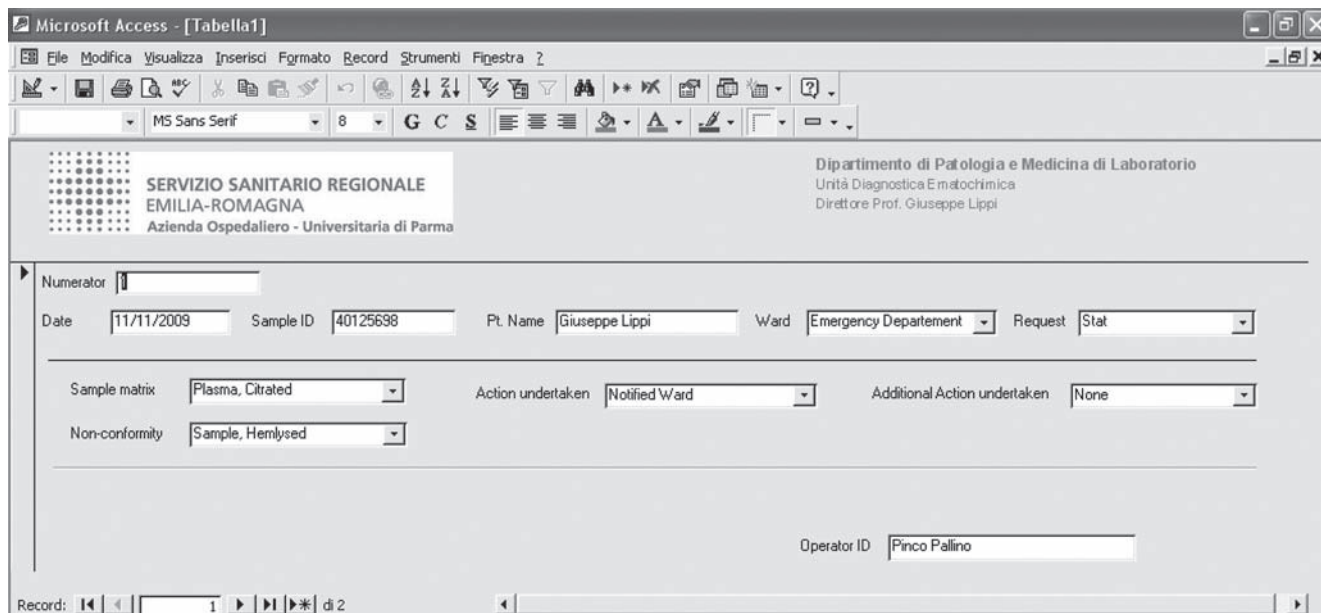 Microsoft Access - [Tabella1]
File Modifica Visualizza Inserisci Formato Record Strumenti Finestra ?
MS Sans Serif 8 G C S
SERVIZIO SANITARIO REGIONALE
EMILIA-ROMAGNA
Azienda Ospedaliero - Universitaria di Parma
Dipartimento di Patologia e Medicina di Laboratorio
Unità Diagnostica Ematochimica
Direttore Prof. Giuseppe Lippi
Numerator 1
Date 11/11/2009 Sample ID 40125698 Pt. Name Giuseppe Lippi Ward Emergency Departement Request Stat
Sample matrix Plasma, Citrated Action undertaken Notified Ward Additional Action undertaken None
Non-conformity Sample, Hemlysed
Operator ID Pinco Pallino
Record: 1 di 2